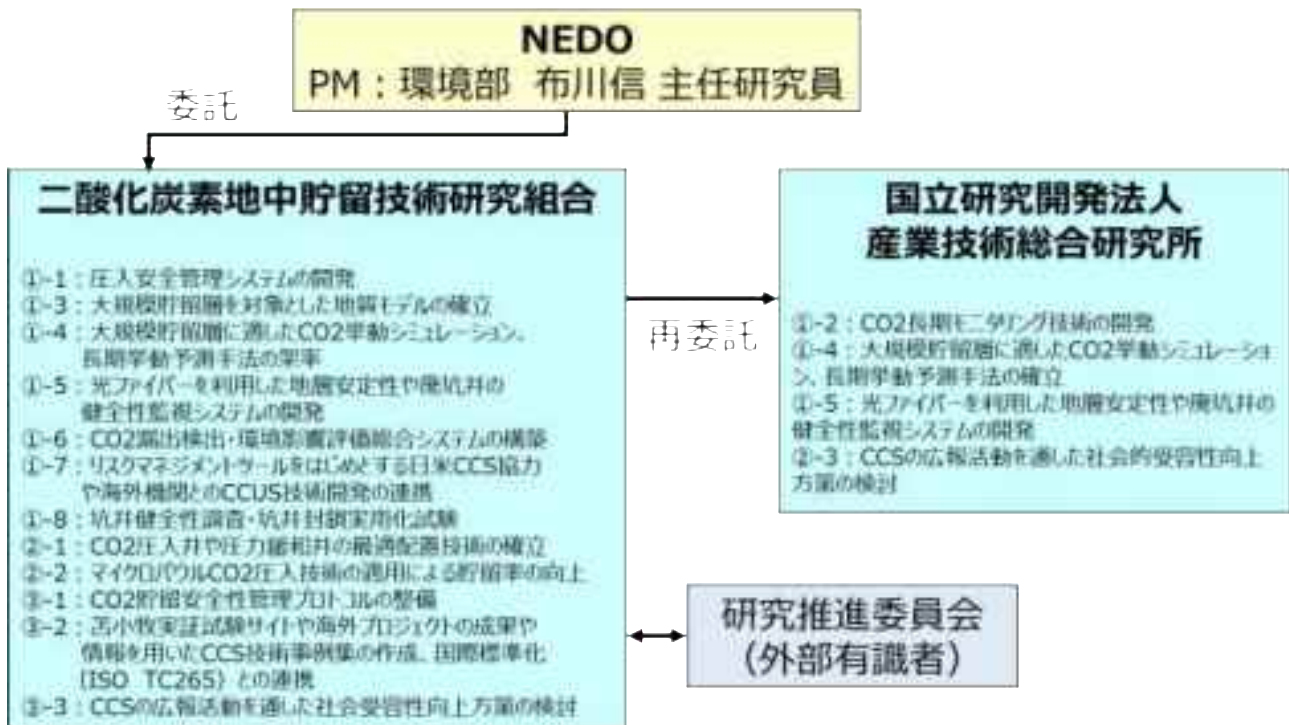 NEDO
PM：環境部 布川信 主任研究員
委託
二酸化炭素地中貯留技術研究組合
①-1：圧入安全管理システムの開発
①-3：大規模貯留層を対象とした地質モデルの確立
①-4：大規模貯留層に適したCO2挙動シミュレーション、
長期挙動予測手法の
①-5：光ファイバーを利用した地層安定性や廃坑井の
健全性監視システムの開発
①-6：CO2漏出検出・環境影響評価総合システムの構築
①-7：リスクマネジメントツールをはじめとする日米CCS協力
や海外機関とのCCUS技術開発の連携
①-8：坑井健全性調査・坑井封鎖実用化試験
②-1：CO2圧入井や圧力緩和井の最適配置技術の確立
②-2：マイクロバブルCO2圧入技術の適用による貯留率の向上
③-1：CO2貯留安全性管理プロトコルの整備
③-2：苫小牧実証試験サイトや海外プロジェクトの成果や
情報を用いたCCS技術事例集の作成、国際標準化
(ISO TC265) との連携
③-3：CCSの広報活動を通した社会受容性向上方策の検討
再委託
国立研究開発法人
産業技術総合研究所
①-2：CO2長期モニタリング技術の開発
①-4：大規模貯留層に適したCO2挙動シミュレーショ
ン、長期挙動予測手法の確立
①-5：光ファイバーを利用した地層安定性や廃坑井の
健全性監視システムの開発
-3：CCSの広報活動を通した社会的受容性向上
方策の検討
研究推進委員会
（外部有識者）